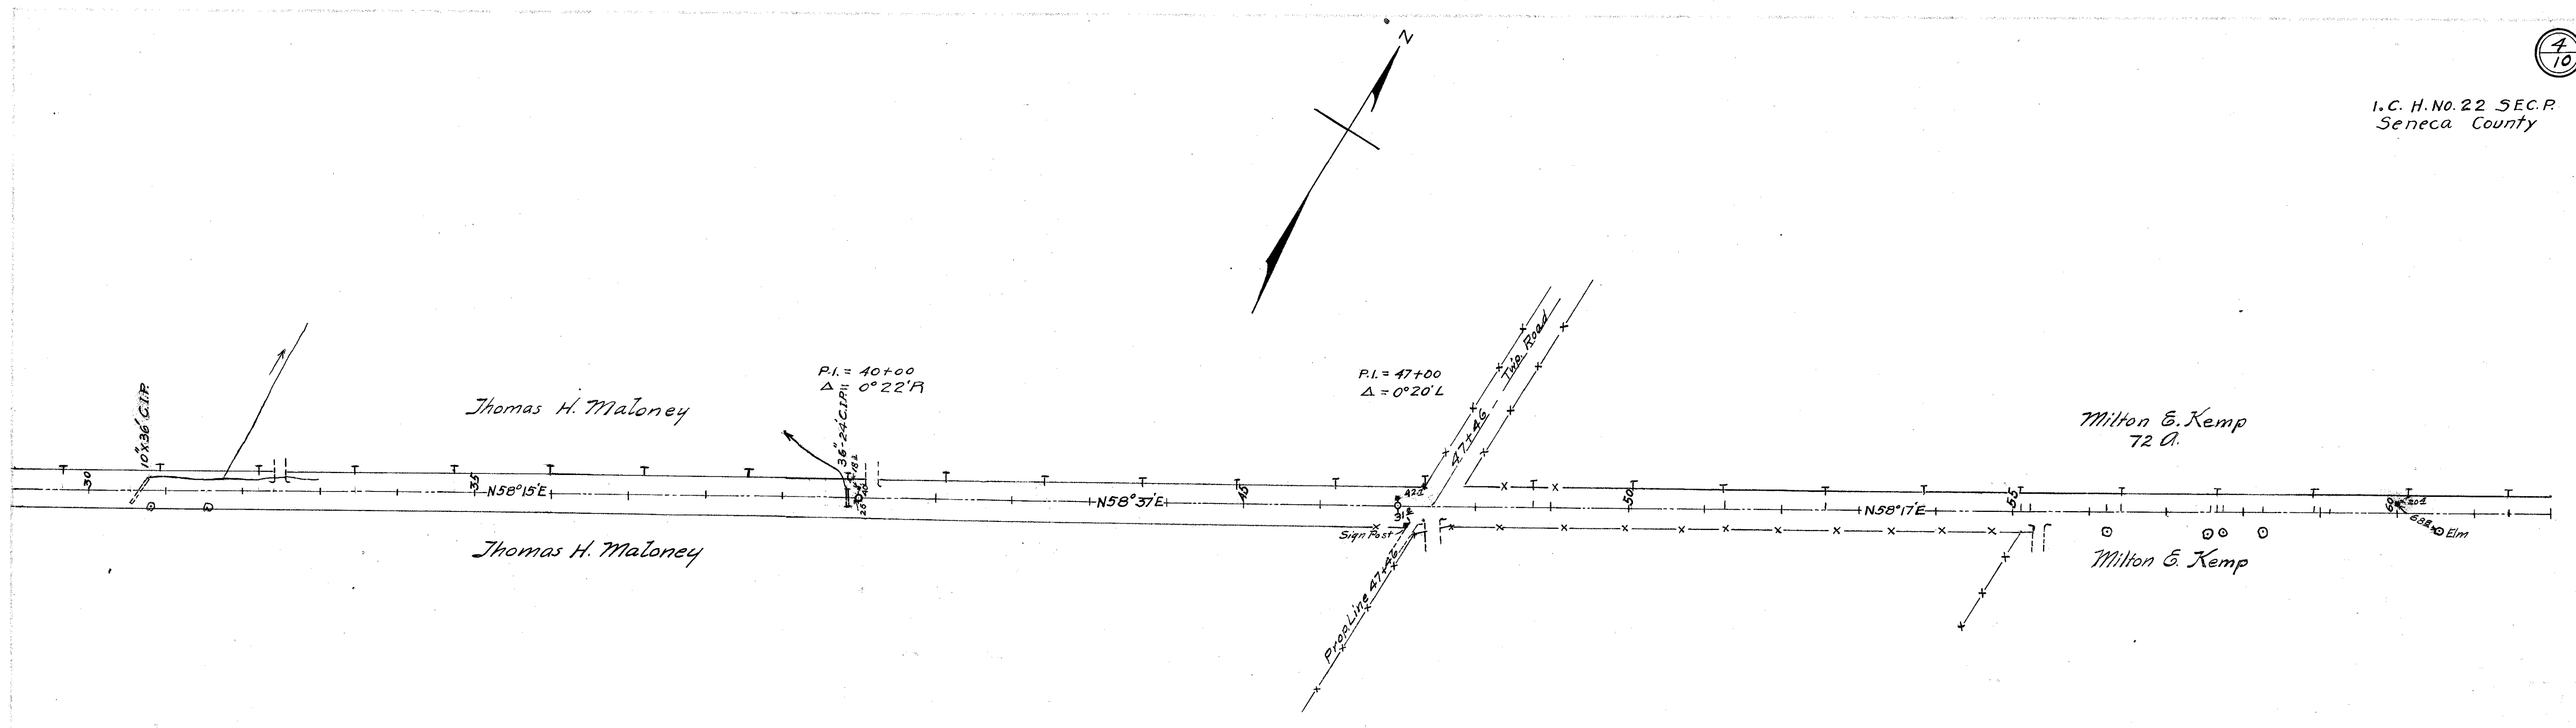 N
4
10
I.C.H.No.22 SEC.P.
Seneca County
10"x36' C.I.P.
Thomas H. Maloney
P.I. = 40+00
Δ = 0°22'R
36"-24' C.I.P.
P.I. = 47+00
Δ = 0°20'L
Twp. Road
47+46
Milton E. Kemp
72 A.
30
35
N58°15'E
N58°37'E
45
50
N58°17'E
55
60
Sign Post
Elm
Thomas H. Maloney
Prop. Line 47+46
Milton E. Kemp